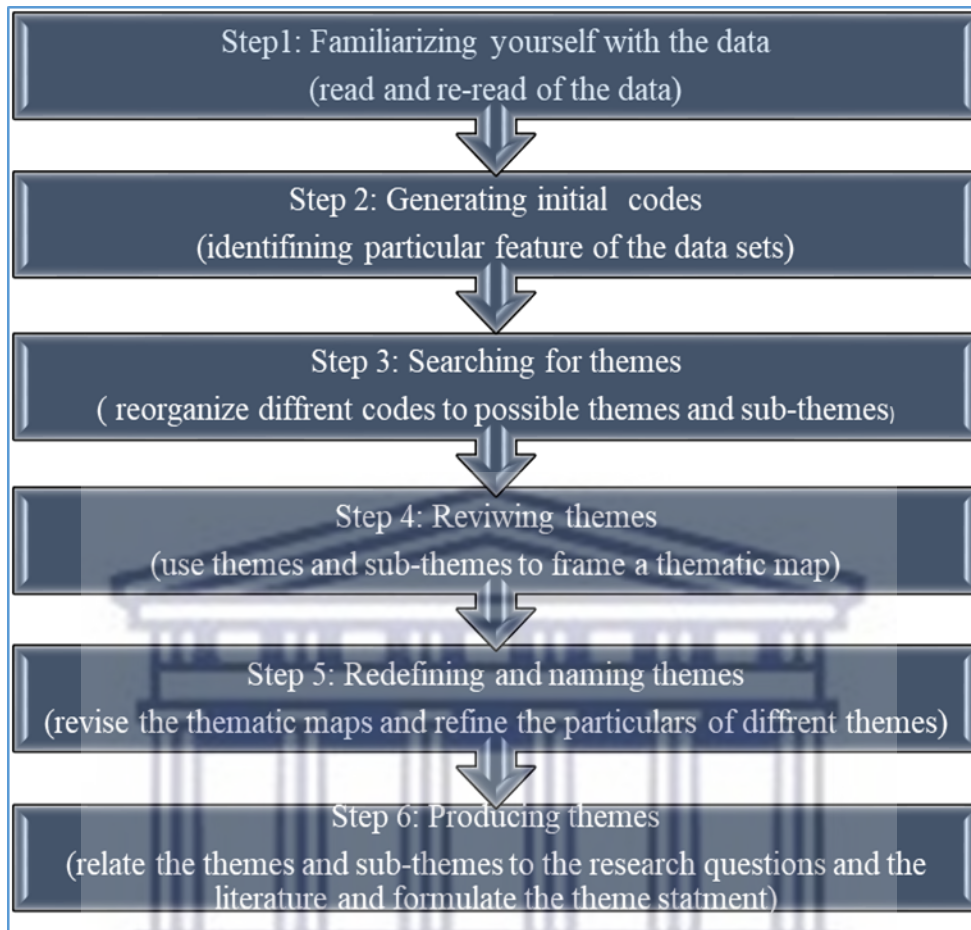 Step1: Familiarizing yourself with the data
(read and re-read of the data)
Step 2: Generating initial codes
(identifining particular feature of the data sets)
Step 3: Searching for themes
( reorganize diffrent codes to possible themes and sub-themes)
Step 4: Reviwing themes
(use themes and sub-themes to frame a thematic map)
Step 5: Redefining and naming themes
(revise the thematic maps and refine the particulars of diffrent themes)
Step 6: Producing themes
(relate the themes and sub-themes to the research questions and the
literature and formulate the theme statment)